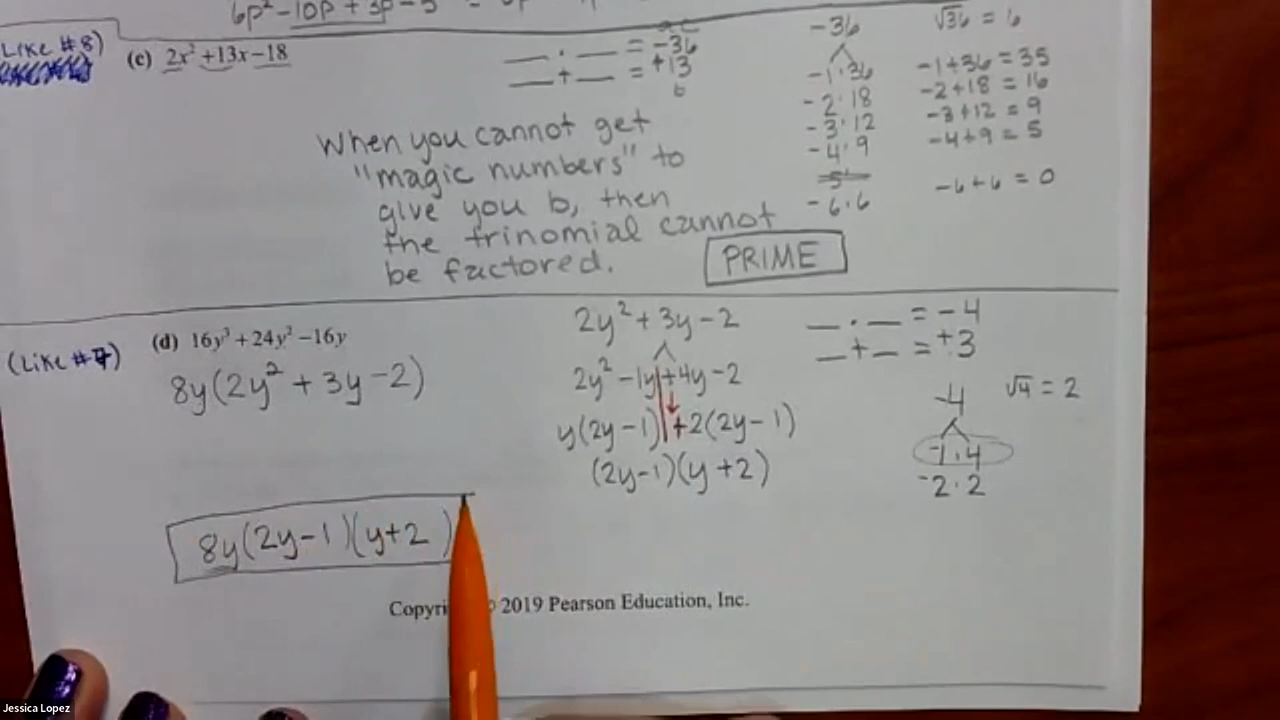 6p² -10p + 3p - 5
(Like #8)
(c) 2x² +13x−18
__ · __ = -36
__ + __ = +13
b
-36
-1·36
-2·18
-3·12
-4·9
5
-6·6
√36 = 6
-1+36 = 35
-2+18 = 16
-3+12 = 9
-4+9 = 5
-6+6 = 0
When you cannot get
"magic numbers" to
give you b, then
the trinomial cannot
be factored.
PRIME
(Like #7)
(d) 16y³ +24y² −16y
8y(2y² + 3y -2)
2y² + 3y - 2
2y² -1y +4y -2
y(2y -1) +2(2y -1)
(2y-1)(y +2)
__ · __ = -4
__ + __ = +3
-4
-1·4
-2·2
√4 = 2
8y(2y-1)(y+2)
2019 Pearson Education, Inc.
Jessica Lopez